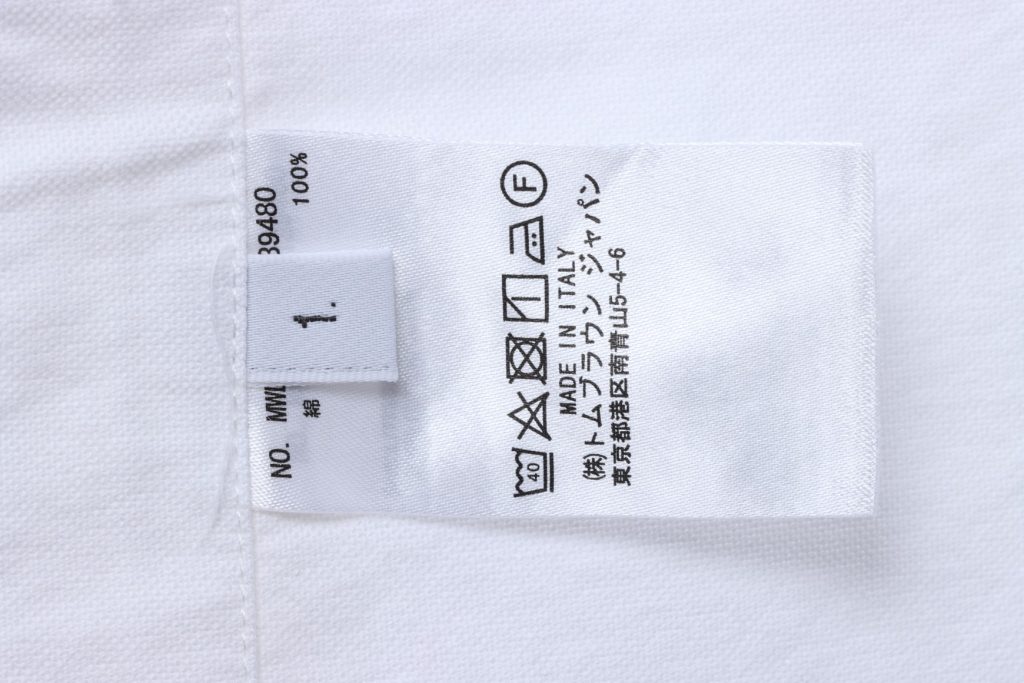 NO. MWL 39480
綿 100%
1.
40 F
MADE IN ITALY
(株)トムブラウン ジャパン
東京都港区南青山5-4-6